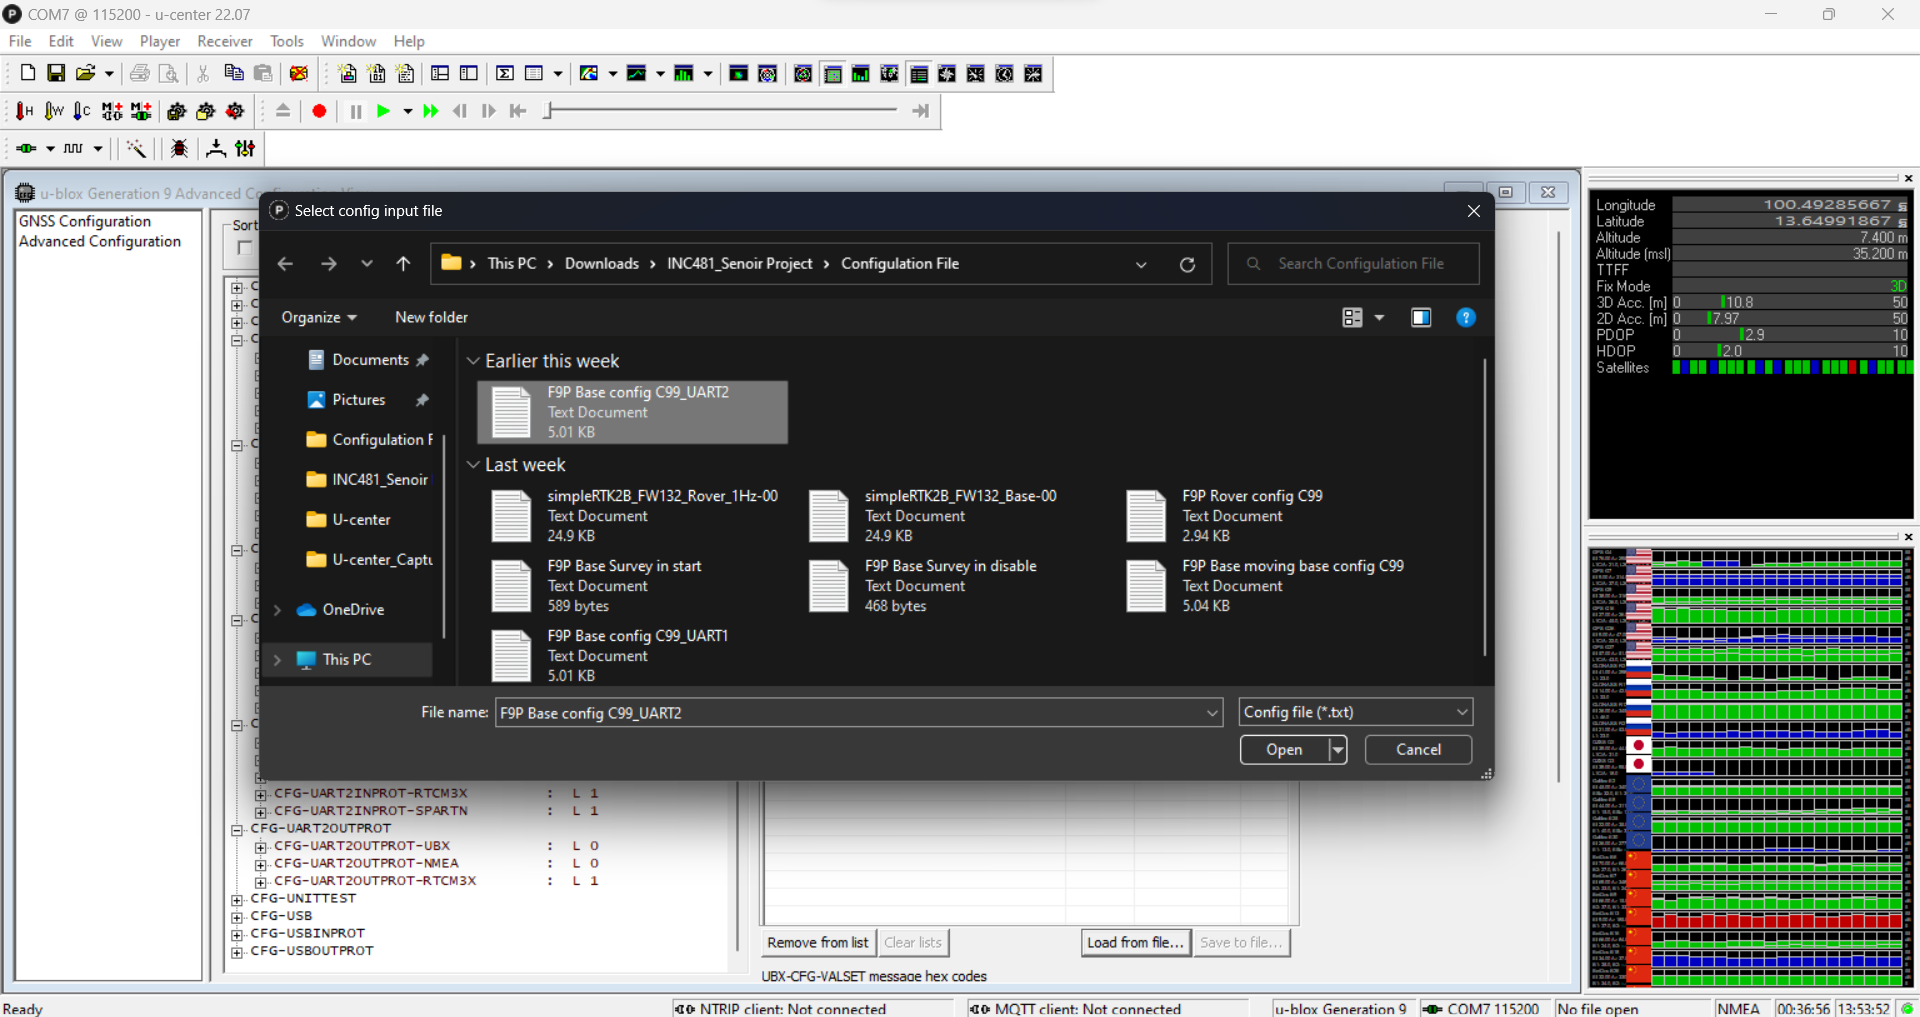 COM7 @ 115200 - u-center 22.07
File Edit View Player Receiver Tools Window Help
u-blox Generation 9 Advanced
GNSS Configuration
Advanced Configuration
Sort
Select config input file
This PC > Downloads > INC481_Senoir Project > Configulation File
Search Configulation File
Organize
New folder
Documents
Pictures
Configulation F
INC481_Senoir
U-center
U-center_Captu
OneDrive
This PC
Earlier this week
F9P Base config C99_UART2
Text Document
5.01 KB
Last week
simpleRTK2B_FW132_Rover_1Hz-00
Text Document
24.9 KB
simpleRTK2B_FW132_Base-00
Text Document
24.9 KB
F9P Rover config C99
Text Document
2.94 KB
F9P Base Survey in start
Text Document
589 bytes
F9P Base Survey in disable
Text Document
468 bytes
F9P Base moving base config C99
Text Document
5.04 KB
F9P Base config C99_UART1
Text Document
5.01 KB
File name: F9P Base config C99_UART2
Config file (*.txt)
Open
Cancel
CFG-UART2INPROT-RTCM3X : L 1
CFG-UART2INPROT-SPARTN : L 1
CFG-UART2OUTPROT
CFG-UART2OUTPROT-UBX : L 0
CFG-UART2OUTPROT-NMEA : L 0
CFG-UART2OUTPROT-RTCM3X : L 1
CFG-UNITTEST
CFG-USB
CFG-USBINPROT
CFG-USBOUTPROT
Remove from list
Clear lists
Load from file...
Save to file...
UBX-CFG-VALSET message hex codes
Longitude 100.49285667
Latitude 13.64991867
Altitude 7.400 m
Altitude (msl) 35.200 m
TTFF
Fix Mode 3D
3D Acc. [m] 0 10.8 50
2D Acc. [m] 0 7.97 50
PDOP 0 2.9 10
HDOP 0 2.0 10
Satellites
Ready
NTRIP client: Not connected
MQTT client: Not connected
u-blox Generation 9
COM7 115200
No file open
NMEA
00:36:56
13:53:52